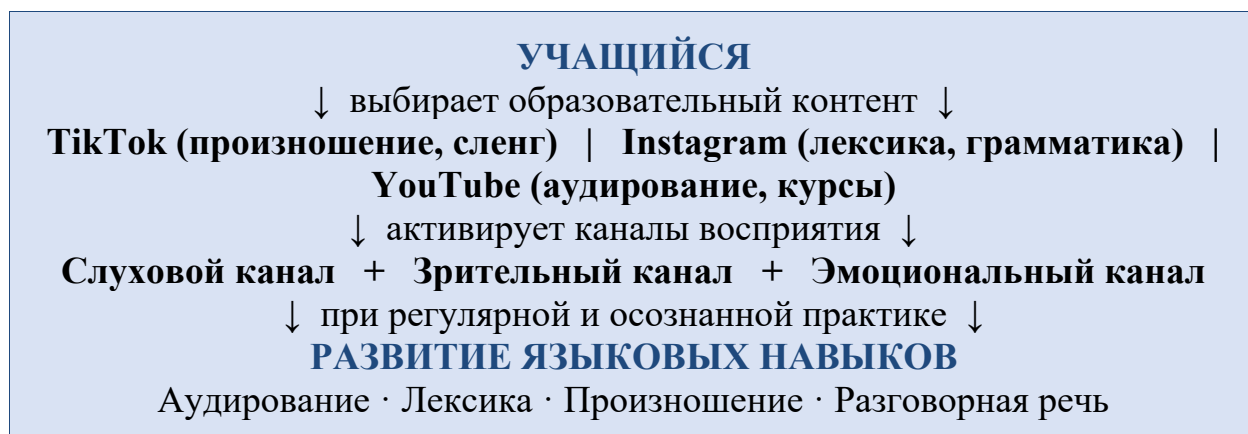 УЧАЩИЙСЯ
↓ выбирает образовательный контент ↓
TikTok (произношение, сленг) | Instagram (лексика, грамматика) |
YouTube (аудирование, курсы)
↓ активирует каналы восприятия ↓
Слуховой канал + Зрительный канал + Эмоциональный канал
↓ при регулярной и осознанной практике ↓
РАЗВИТИЕ ЯЗЫКОВЫХ НАВЫКОВ
Аудирование · Лексика · Произношение · Разговорная речь